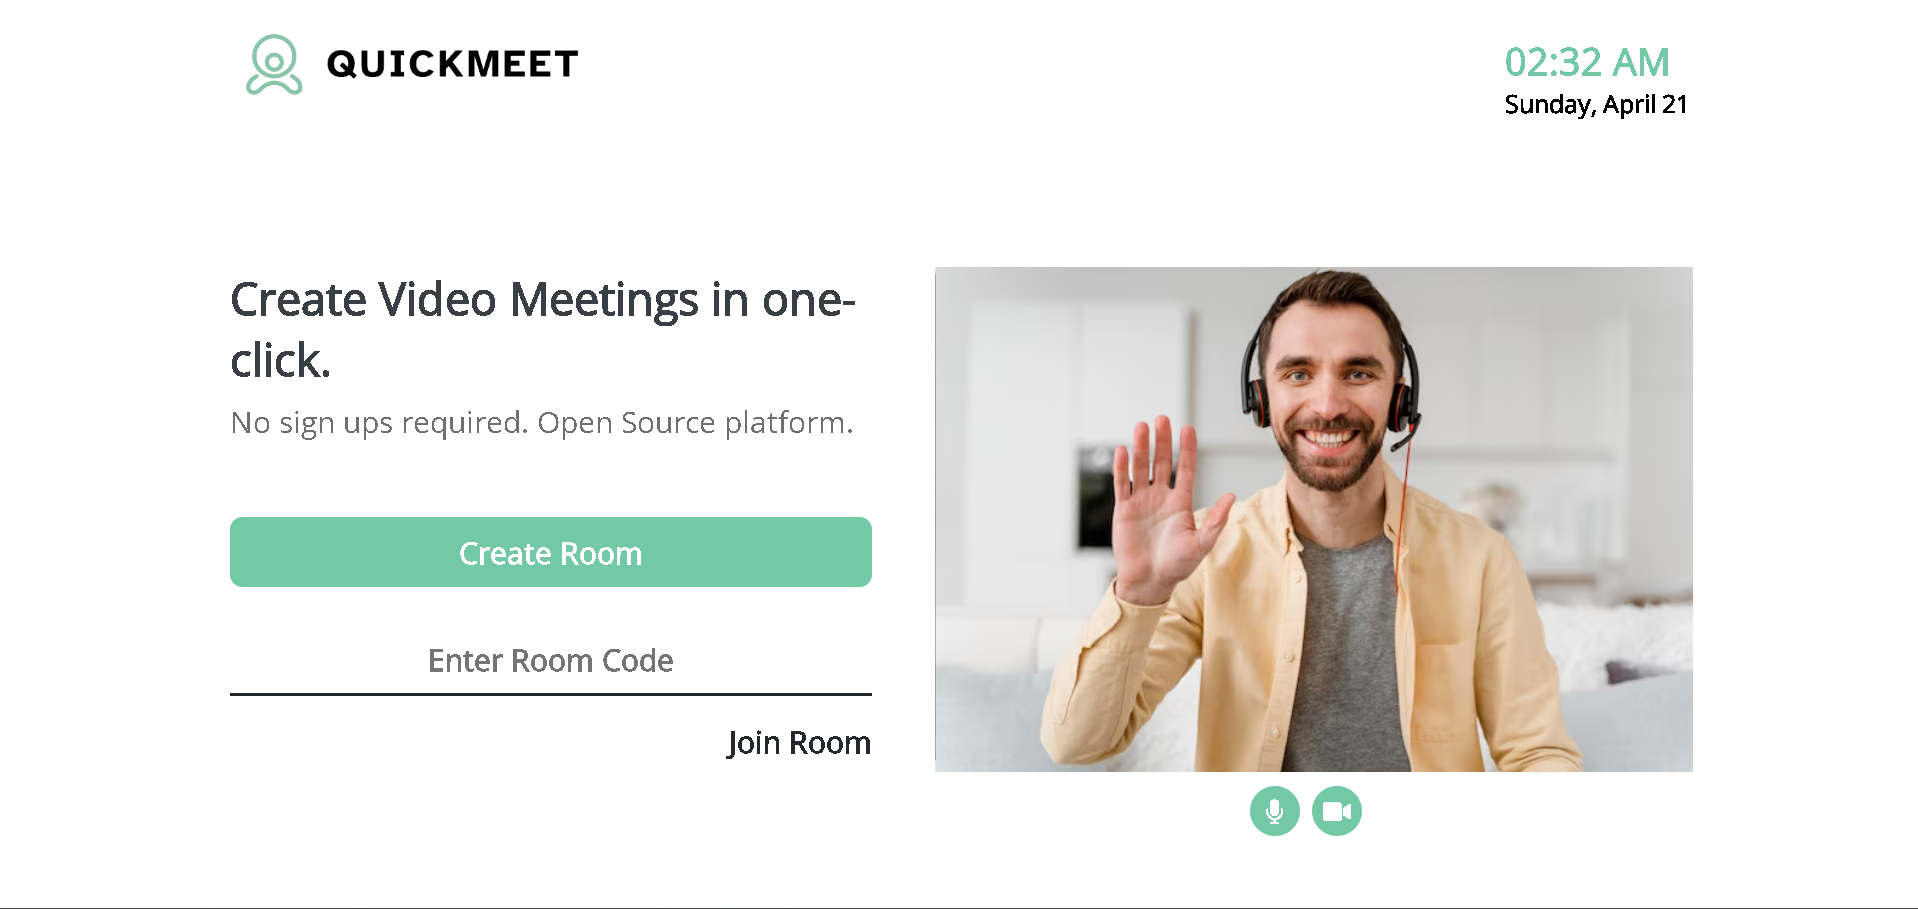 QUICKMEET
02:32 AM
Sunday, April 21
Create Video Meetings in one-
click.
No sign ups required. Open Source platform.
Create Room
Enter Room Code
Join Room